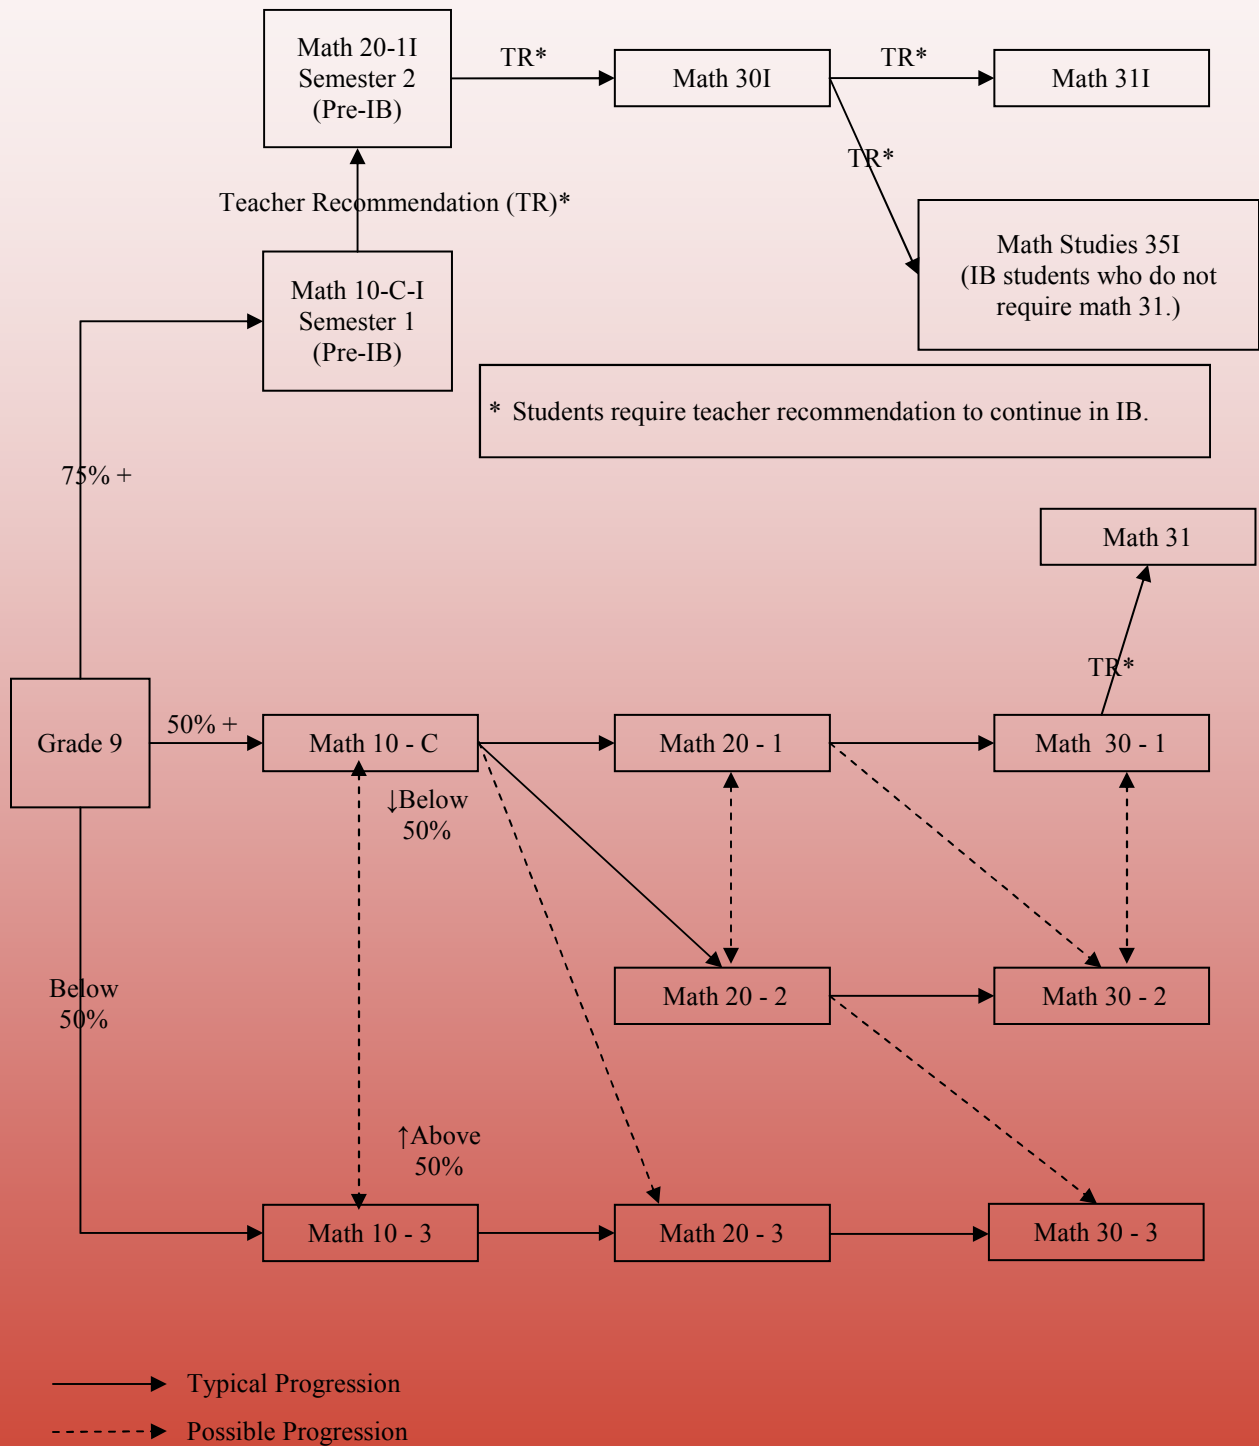 Math 20-1I
Semester 2
(Pre-IB)
TR*
Math 30I
TR*
Math 31I
TR*
Teacher Recommendation (TR)*
Math Studies 35I
(IB students who do not
require math 31.)
Math 10-C-I
Semester 1
(Pre-IB)
* Students require teacher recommendation to continue in IB.
75% +
Math 31
TR*
Grade 9
50% +
Math 10 - C
Math 20 - 1
Math 30 - 1
↓Below
50%
Math 20 - 2
Math 30 - 2
Below
50%
↑Above
50%
Math 10 - 3
Math 20 - 3
Math 30 - 3
Typical Progression
Possible Progression